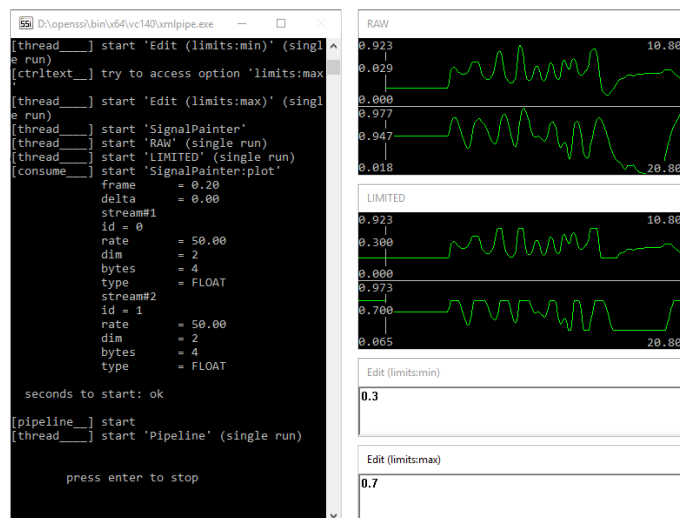 SSI D:\openssi\bin\x64\vc140\xmlpipe.exe
[thread____] start 'Edit (limits:min)' (singl
e run)
[ctrltext__] try to access option 'limits:max
'
[thread____] start 'Edit (limits:max)' (singl
e run)
[thread____] start 'SignalPainter'
[thread____] start 'RAW' (single run)
[thread____] start 'LIMITED' (single run)
[consume___] start 'SignalPainter:plot'
frame = 0.20
delta = 0.00
stream#1
id = 0
rate = 50.00
dim = 2
bytes = 4
type = FLOAT
stream#2
id = 1
rate = 50.00
dim = 2
bytes = 4
type = FLOAT
seconds to start: ok
[pipeline__] start
[thread____] start 'Pipeline' (single run)
press enter to stop
RAW
0.923 10.80
0.029
0.000
0.977
0.947
0.018 20.80
LIMITED
0.923 10.80
0.300
0.000
0.973
0.700
0.065 20.80
Edit (limits:min)
0.3
Edit (limits:max)
0.7